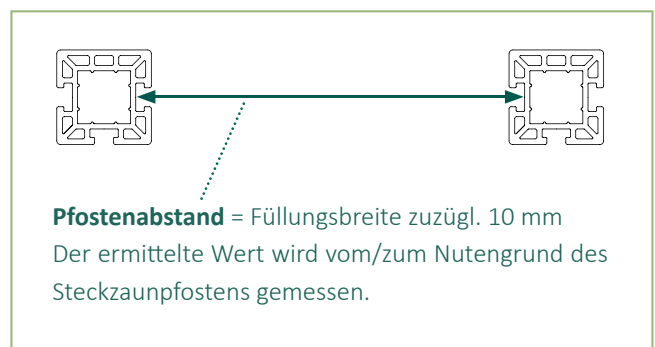 Pfostenabstand = Füllungsbreite zuzügl. 10 mm
Der ermittelte Wert wird vom/zum Nutengrund des
Steckzaunpfostens gemessen.